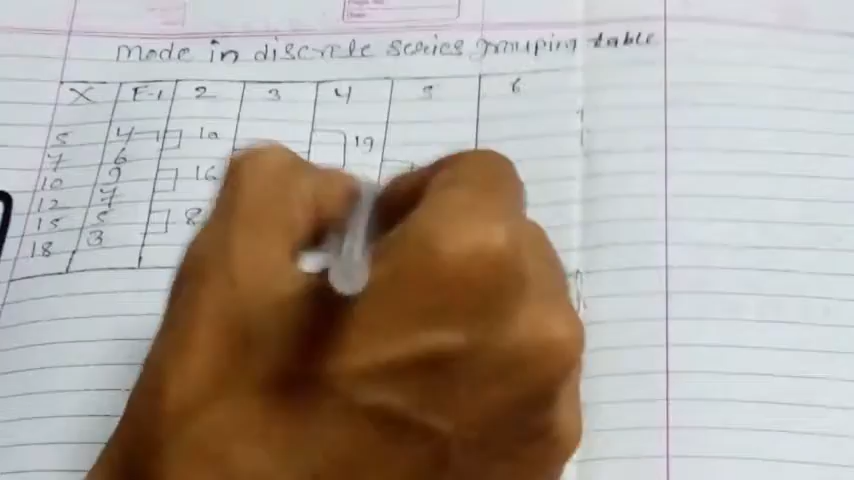 mode in discrete series grouping table
X F-1 2 3 4 5 6
5 4 10 19
7 6
10 9 16
12 7
15 5 8
18 3